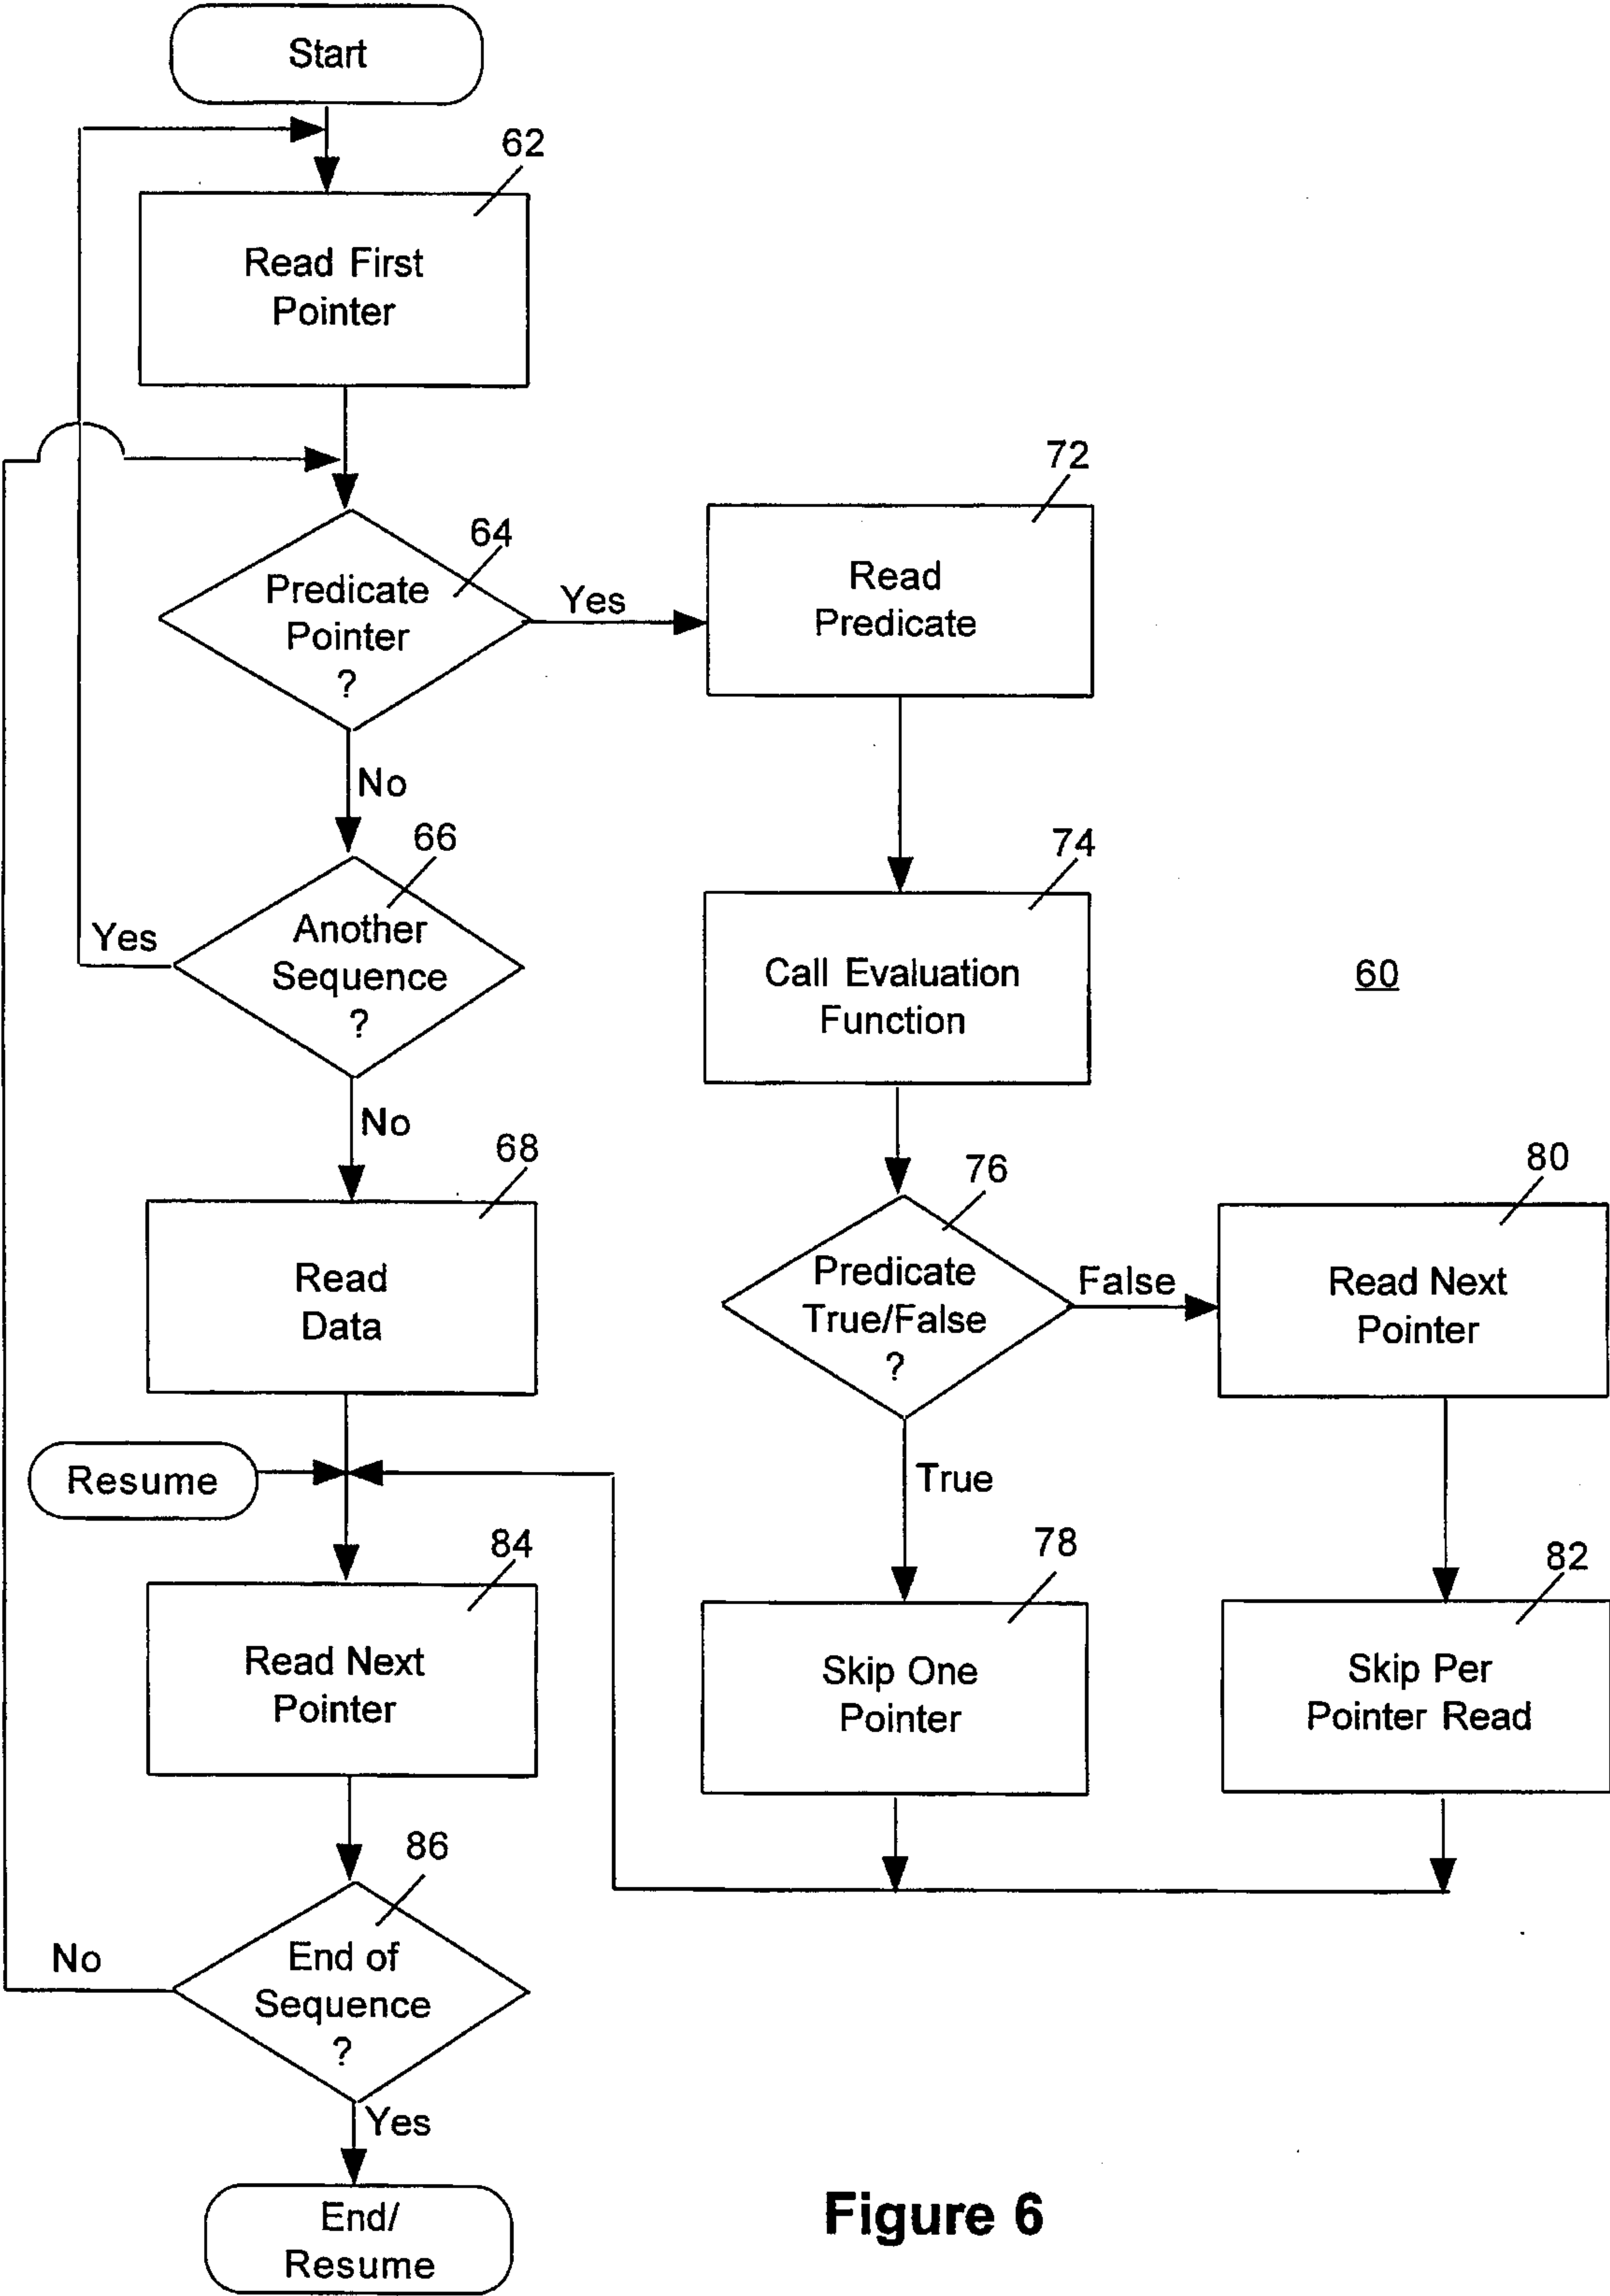 Start
62
Read First
Pointer
72
64
Predicate
Pointer
?
Yes
Read
Predicate
No
66
74
Another
Sequence
?
Yes
Call Evaluation
Function
60
No
68
76
80
Read
Data
Predicate
True/False
?
False
Read Next
Pointer
Resume
True
84
78
82
Read Next
Pointer
Skip One
Pointer
Skip Per
Pointer Read
86
End of
Sequence
?
No
Yes
End/
Resume
Figure 6